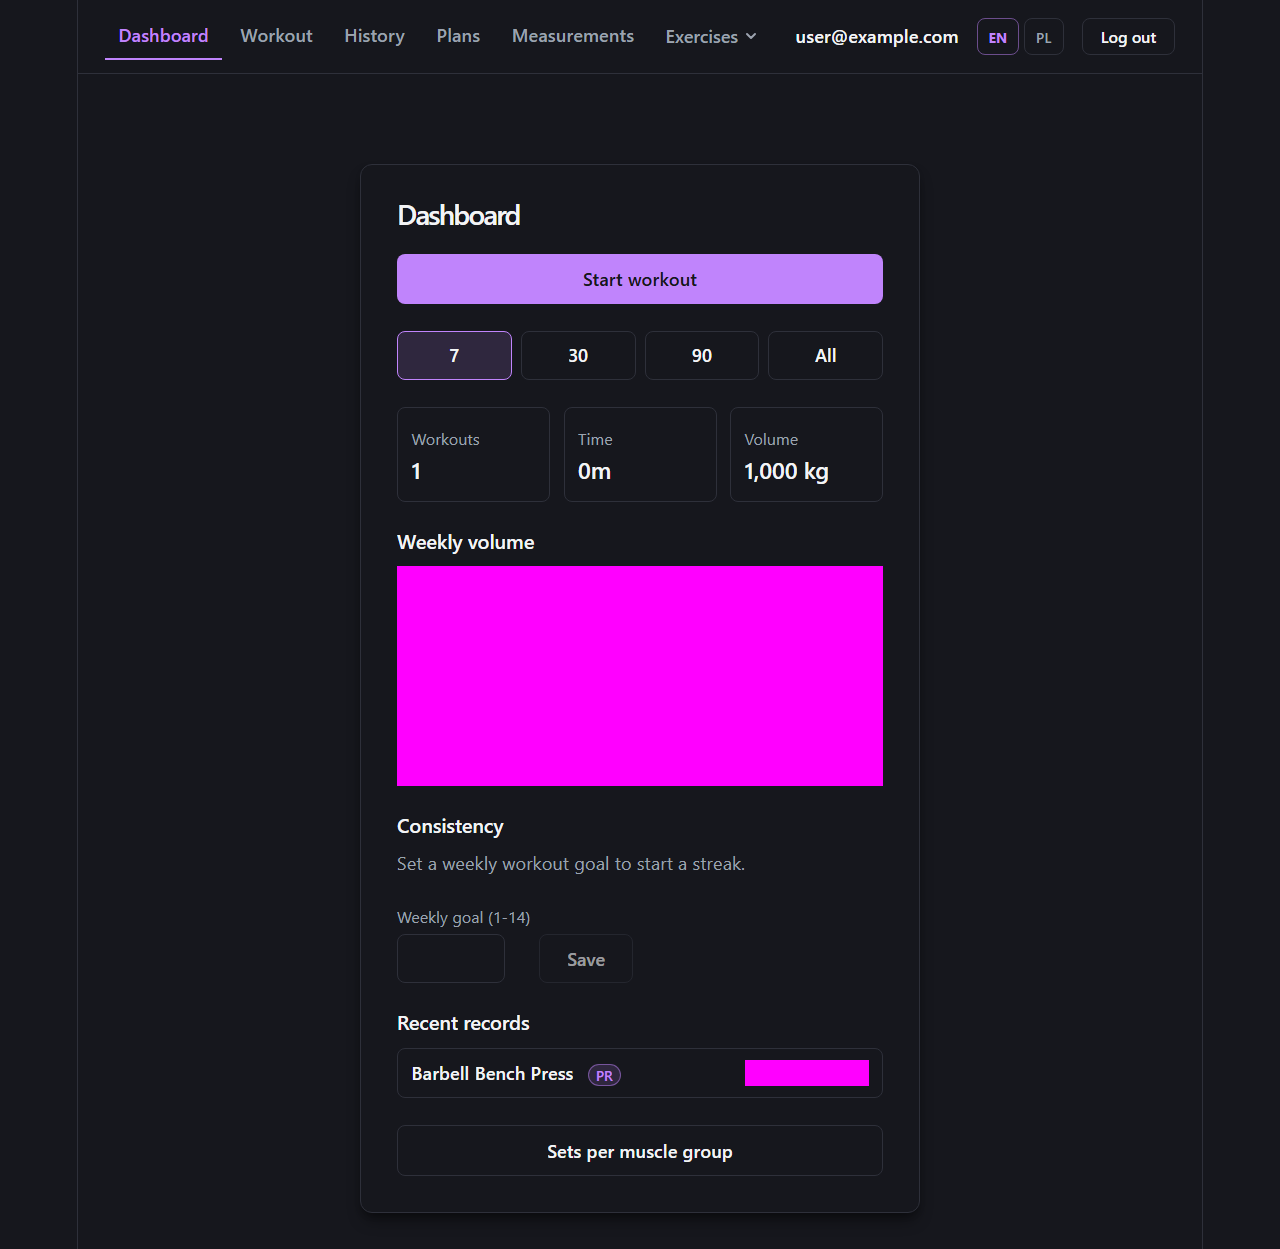 Dashboard Workout History Plans Measurements Exercises user@example.com EN PL Log out
Dashboard
Start workout
7 30 90 All
Workouts Time Volume
1 0m 1,000 kg
Weekly volume
Consistency
Set a weekly workout goal to start a streak.
Weekly goal (1-14)
Save
Recent records
Barbell Bench Press PR
Sets per muscle group